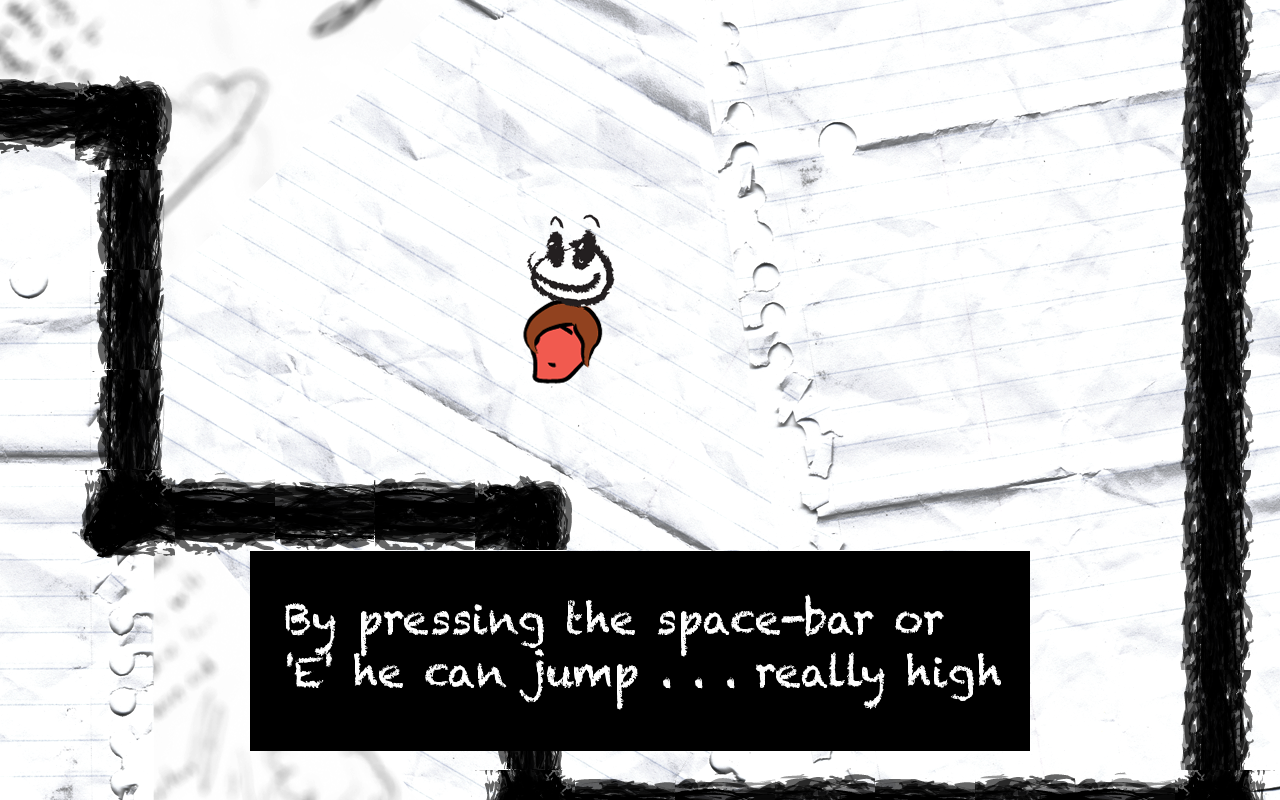 By pressing the space-bar or
'E' he can jump . . . really high